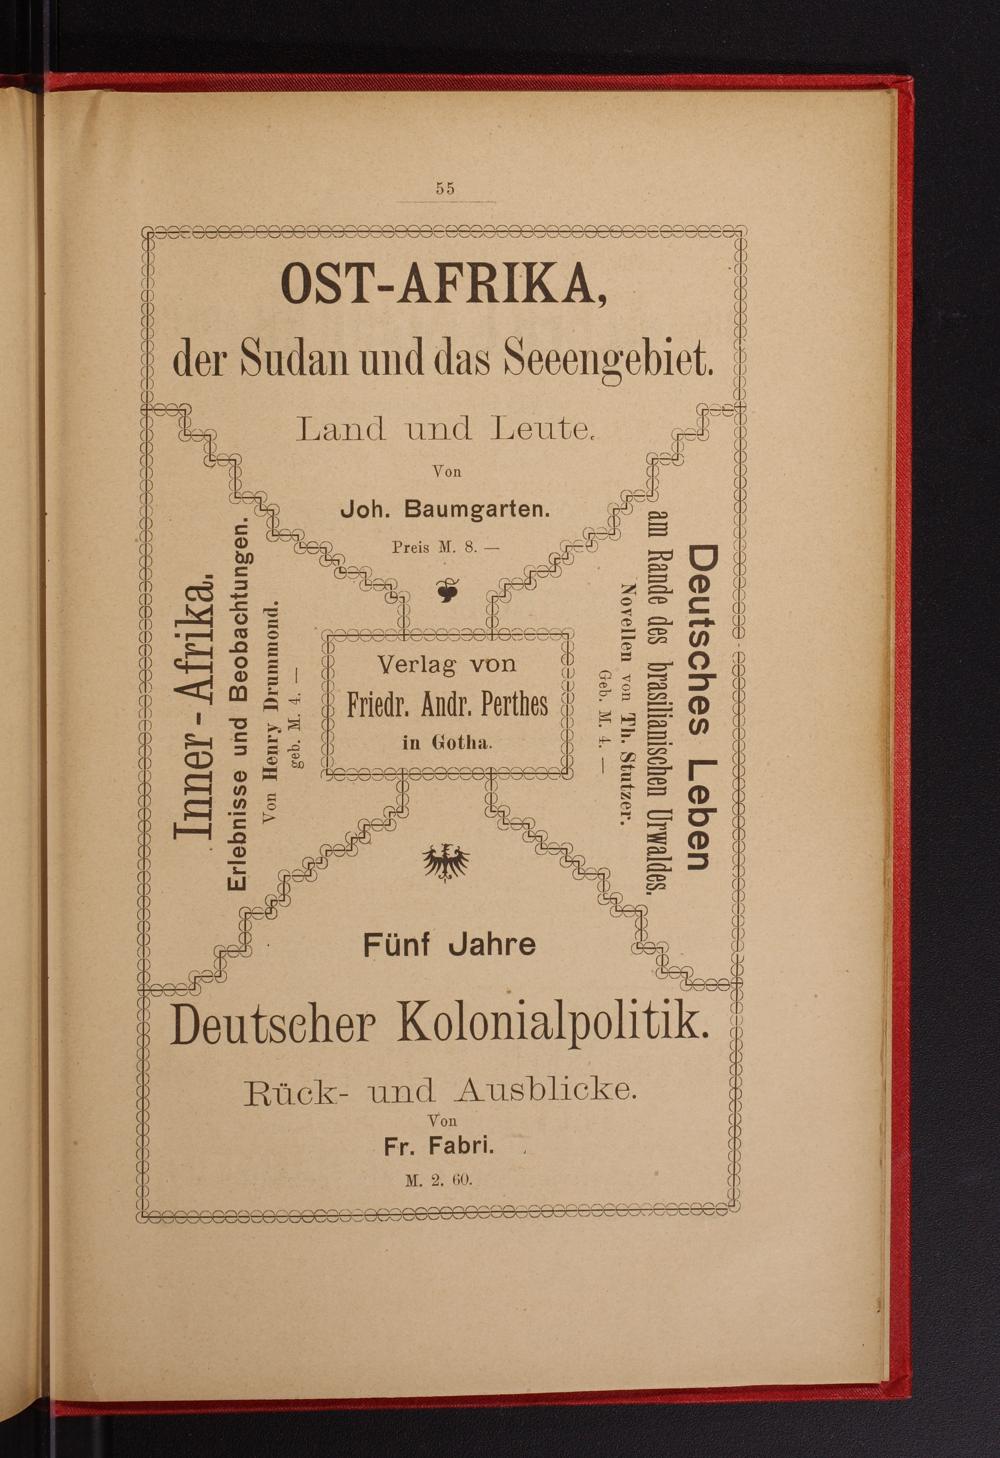 55
OST-AFRIKA,
der Sudan und das Seeengebiet.
Land und Leute.
Von
Joh. Baumgarten.
Preis M. 8. —
Inner-Afrika.
Erlebnisse und Beobachtungen.
Von Henry Drummond.
geb. M. 4. —
Verlag von
Friedr. Andr. Perthes
in Gotha.
Deutsches Leben
am Rande des brasilianischen Urwaldes.
Novellen von Th. Stutzer.
Geb. M. 4. —
Fünf Jahre
Deutscher Kolonialpolitik.
Rück- und Ausblicke.
Von
Fr. Fabri.
M. 2. 60.